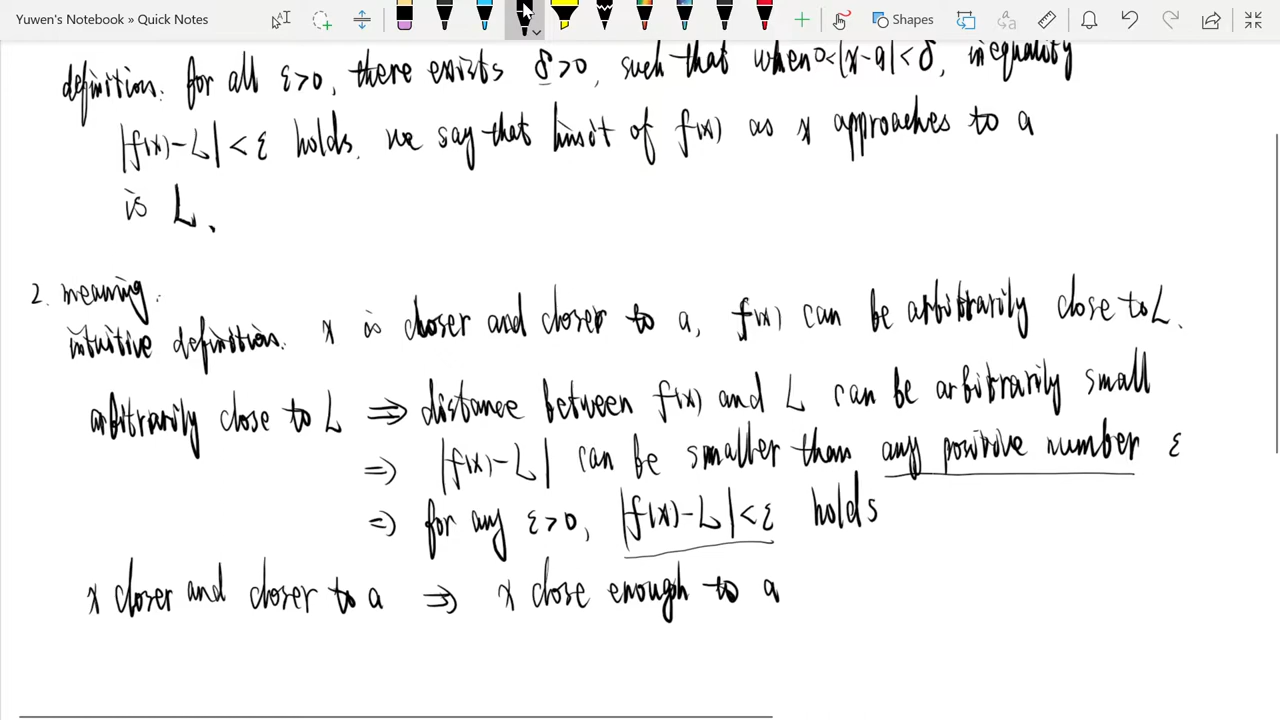 Yuwen's Notebook » Quick Notes
Shapes
definition. for all ε>0, there exists δ>0, such that when 0<|x-a|<δ, inequality
|f(x)-L|<ε holds. we say that limit of f(x) as x approaches to a
is L.
2. meaning.
intuitive definition. x is closer and closer to a, f(x) can be arbitrarily close to L.
arbitrarily close to L ⇒ distance between f(x) and L can be arbitrarily small
⇒ |f(x)-L| can be smaller than any positive number ε
⇒ for any ε>0, |f(x)-L|<ε holds
x closer and closer to a ⇒ x close enough to a